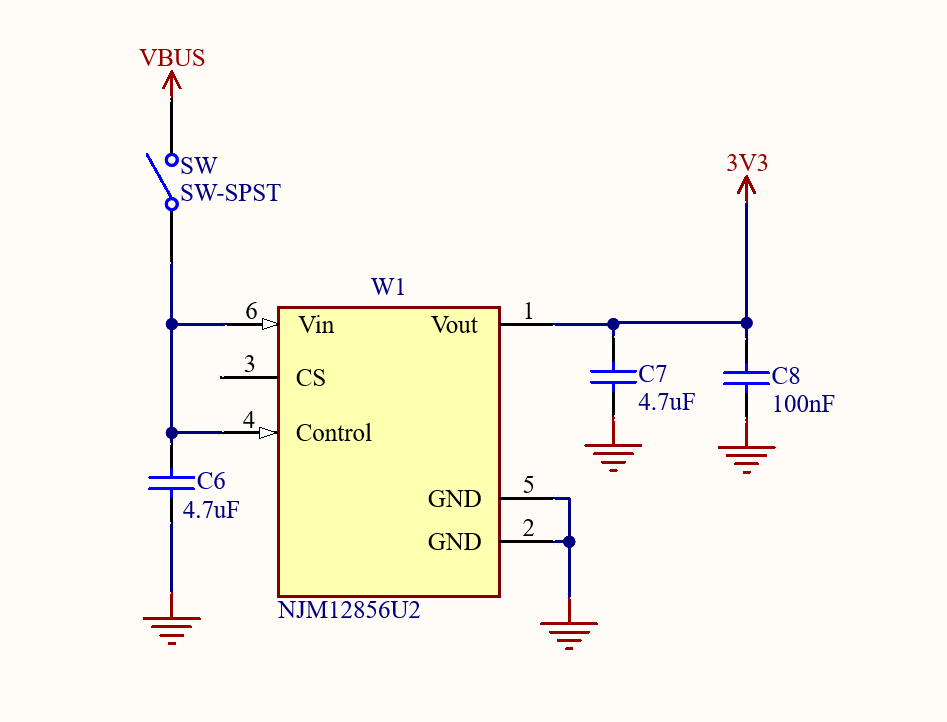 VBUS
SW
SW-SPST
3V3
W1
6
Vin
Vout
1
3
CS
C7
4.7uF
C8
100nF
4
Control
C6
4.7uF
GND
5
GND
2
NJM12856U2